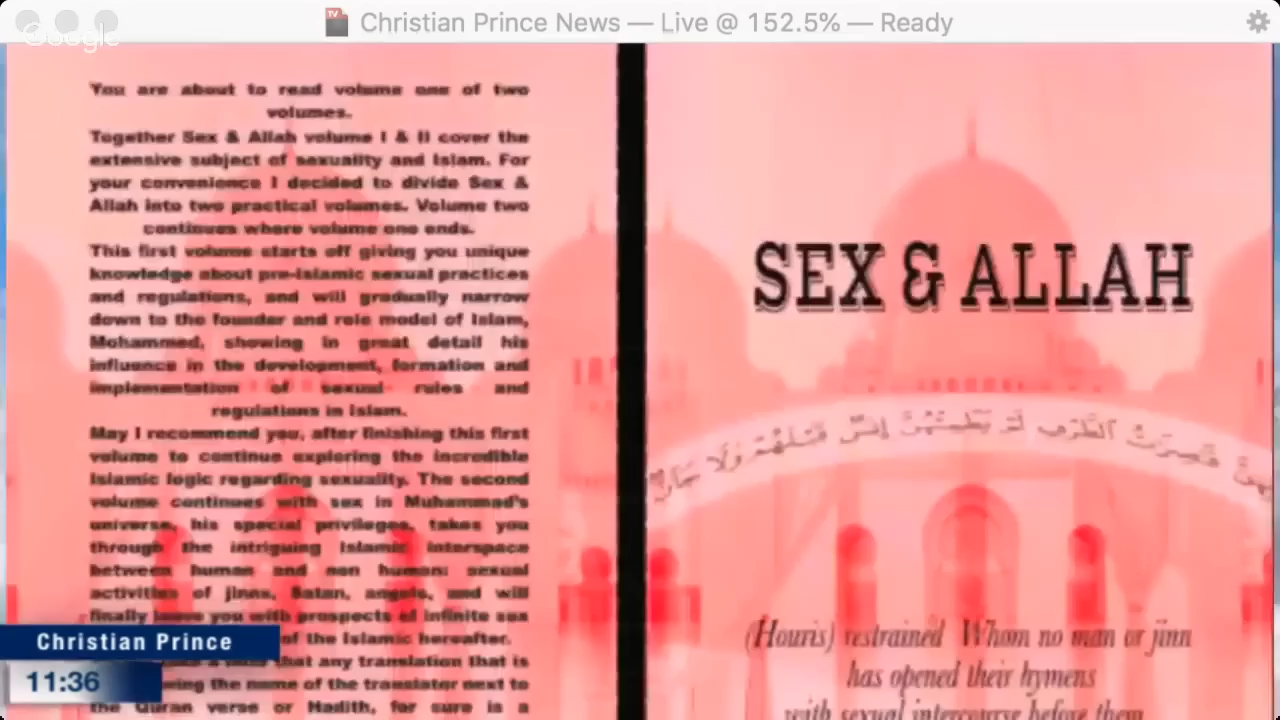 Christian Prince News — Live @ 152.5% — Ready
Google
You are about to read volume one of two
volumes.
Together Sex & Allah volume I & II cover the
extensive subject of sexuality and Islam. For
your convenience I decided to divide Sex &
Allah into two practical volumes. Volume two
continues where volume one ends.
This first volume starts off giving you unique
knowledge about pre-Islamic sexual practices
and regulations, and will gradually narrow
down to the founder and role model of Islam,
Mohammed, showing in great detail his
influence in the development, formation and
implementation of sexual rules and
regulations in Islam.
May I recommend you, after finishing this first
volume to continue exploring the incredible
Islamic logic regarding sexuality. The second
volume continues with sex in Muhammad's
universe, his special privileges, takes you
through the intriguing Islamic interspace
between human and non human: sexual
activities of jinns, Satan, angels, and will
finally leave you with prospects of infinite sex
of the Islamic hereafter.
that any translation that is
the name of the translator next to
the Quran verse or Hadith, for sure is a
SEX & ALLAH
(Houris) restrained Whom no man or jinn
has opened their hymens
with sexual intercourse before them
Christian Prince
11:36